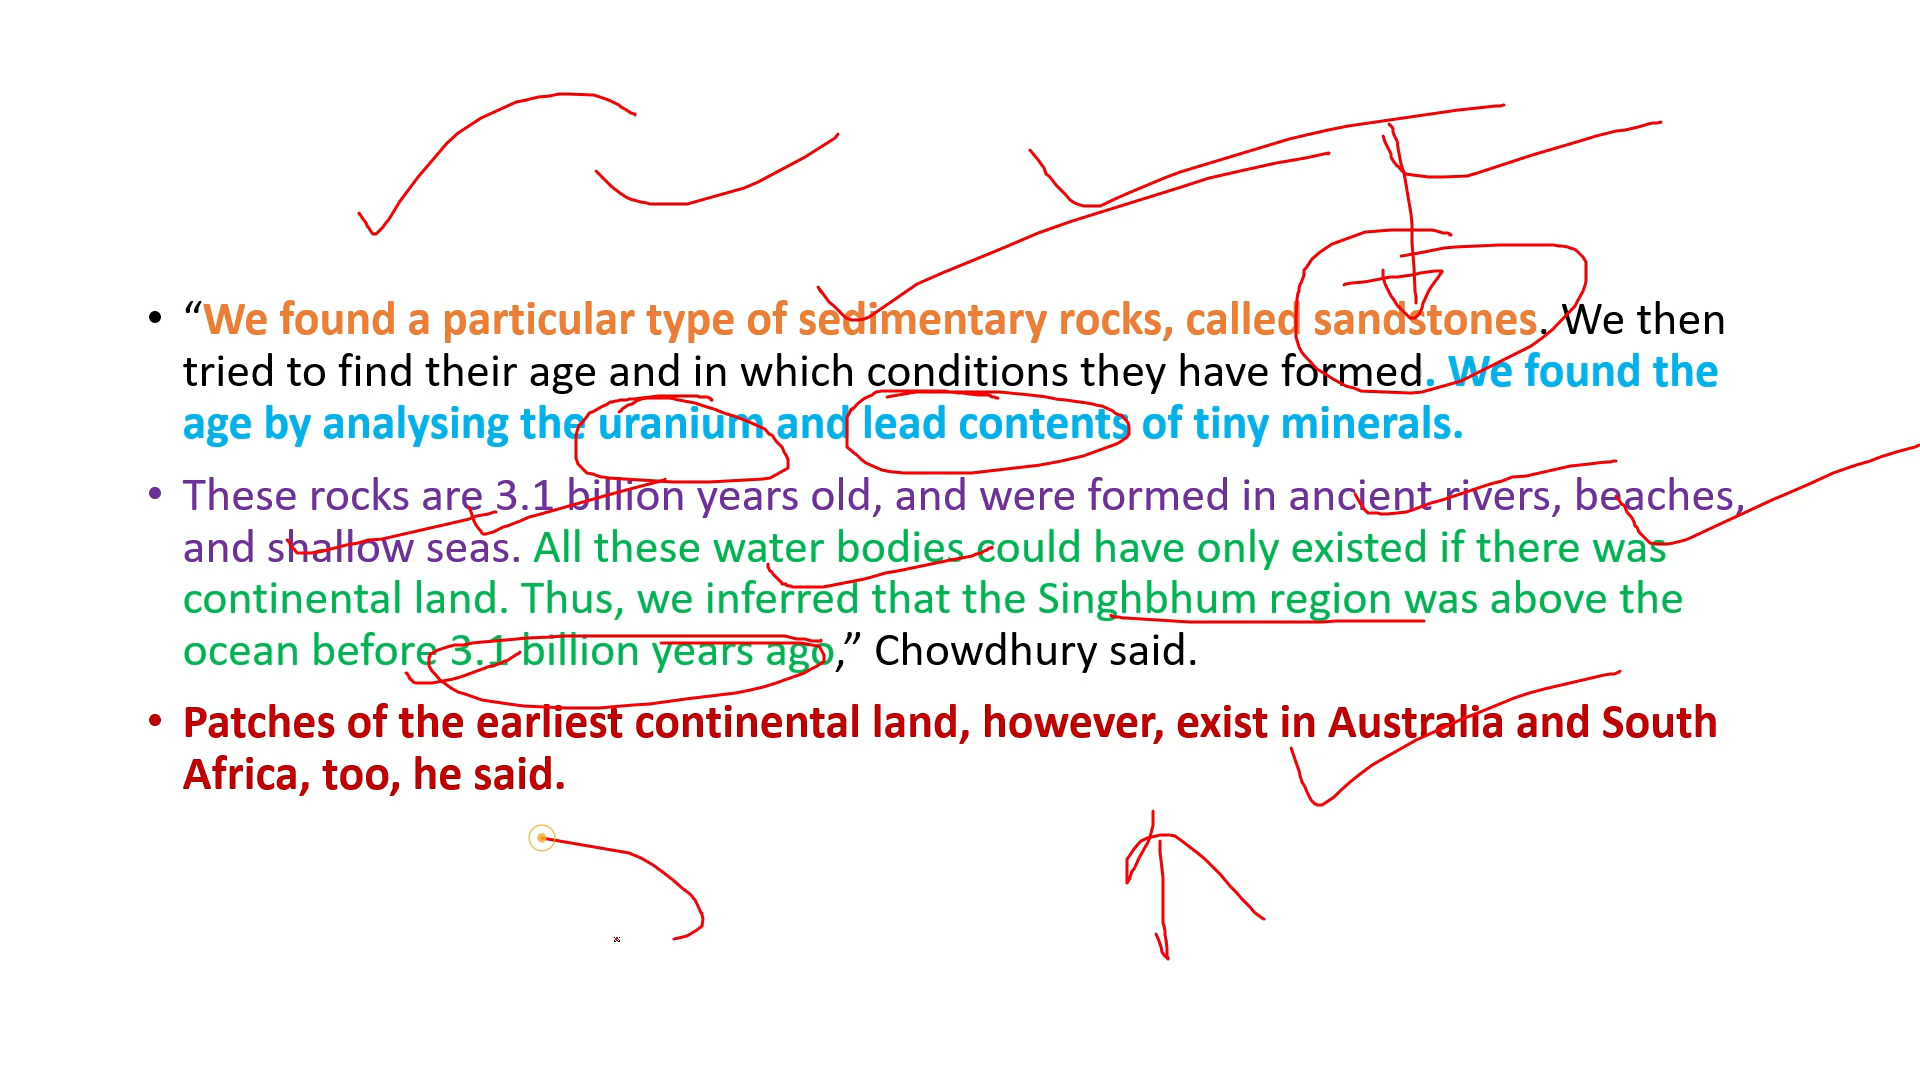 • “We found a particular type of sedimentary rocks, called sandstones. We then
tried to find their age and in which conditions they have formed. We found the
age by analysing the uranium and lead contents of tiny minerals.
• These rocks are 3.1 billion years old, and were formed in ancient rivers, beaches,
and shallow seas. All these water bodies could have only existed if there was
continental land. Thus, we inferred that the Singhbhum region was above the
ocean before 3.1 billion years ago,” Chowdhury said.
• Patches of the earliest continental land, however, exist in Australia and South
Africa, too, he said.